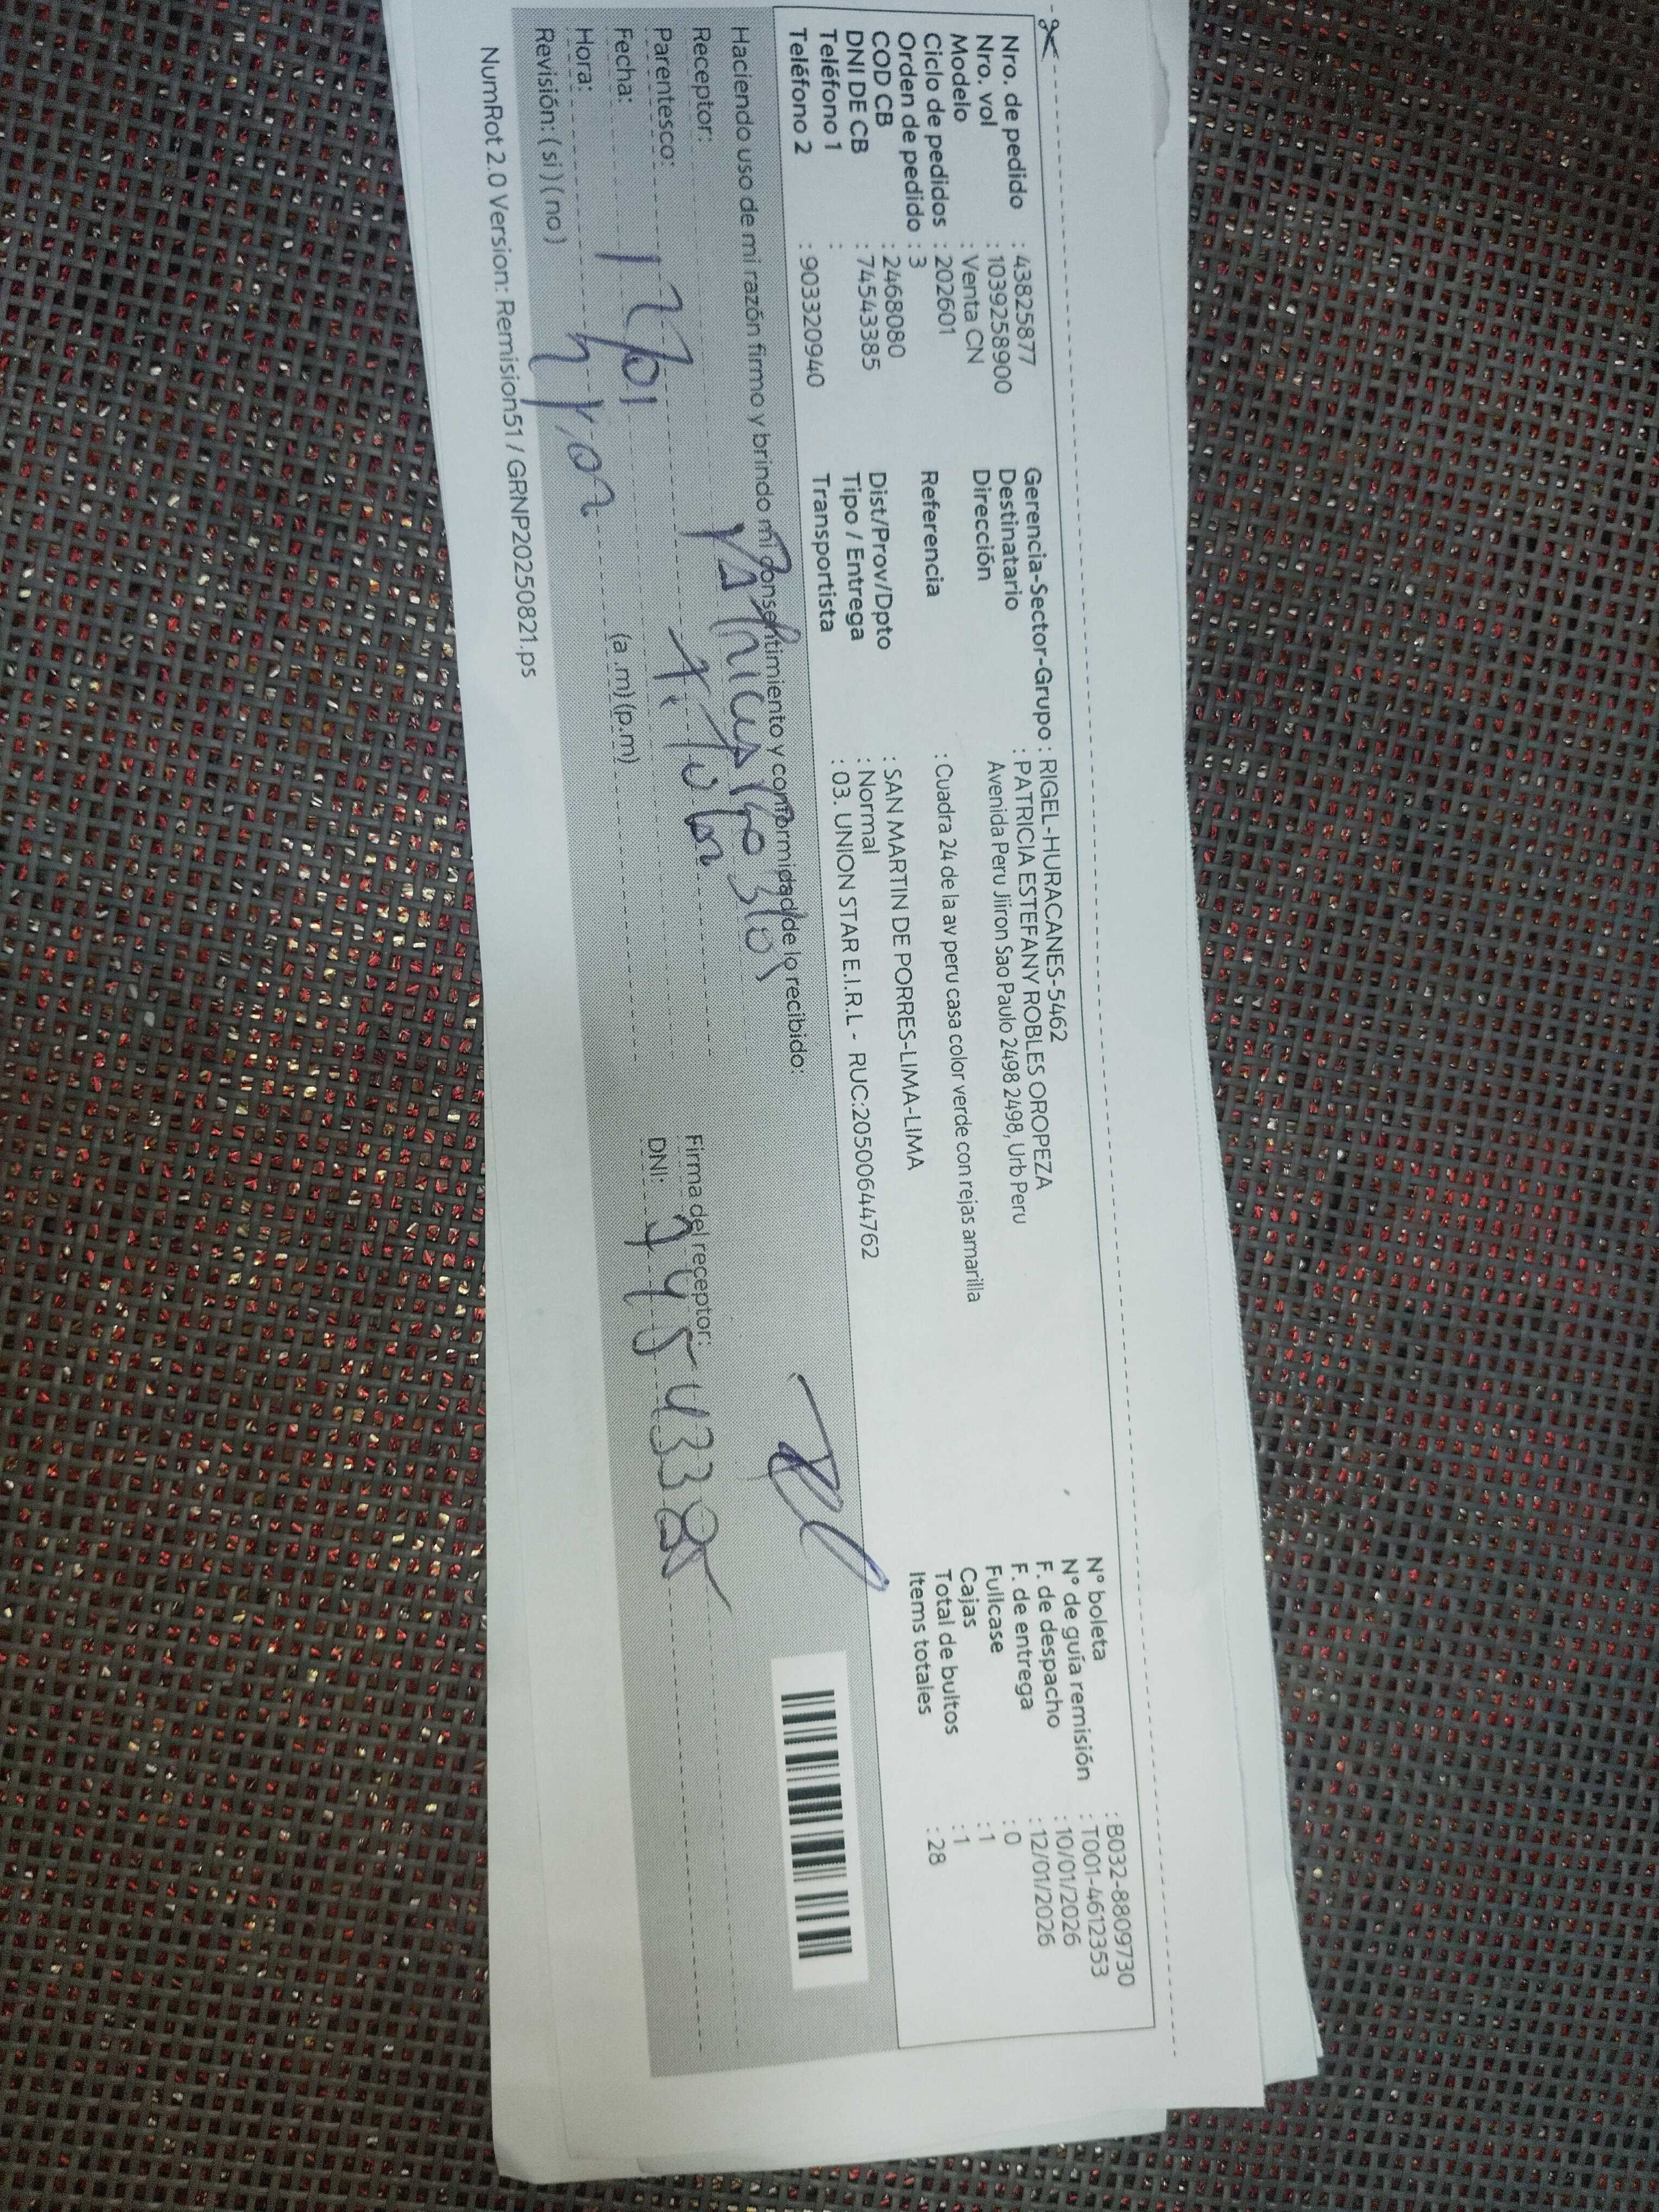 Nro. de pedido : 43825877
Nro. vol : 1039258900
Modelo : Venta CN
Ciclo de pedidos : 202601
Orden de pedido : 3
COD CB : 24680080
DNI DE CB : 74543385
Teléfono 1 :
Teléfono 2 : 903320940
Gerencia-Sector-Grupo : RIGEL-HURACANES-5462
Destinatario : PATRICIA ESTEFANY ROBLES OROPEZA
Dirección Avenida Peru Jiiron Sao Paulo 2498 2498, Urb Peru
Referencia : Cuadra 24 de la av peru casa color verde con rejas amarilla
Dist/Prov/Dpto : SAN MARTIN DE PORRES-LIMA-LIMA
Tipo / Entrega : Normal
Transportista : 03. UNION STAR E.I.R.L - RUC:20500644762
N° boleta : B032-8809730
N° de guía remisión : T001-4612353
F. de despacho : 10/01/2026
F. de entrega : 12/01/2026
Fullcase : 0
Cajas : 1
Total de bultos : 1
Items totales : 28
Haciendo uso de mi razón firmo y brindo mi consentimiento y conformidad de lo recibido:
Receptor:
Parentesco:
Fecha: 12/01
Hora: (a .m) (p.m)
Revisión: ( si ) ( no )
Firma del receptor:
DNI: 74543385
NumRot 2.0 Version: Remision51 / GRNP20250821.ps